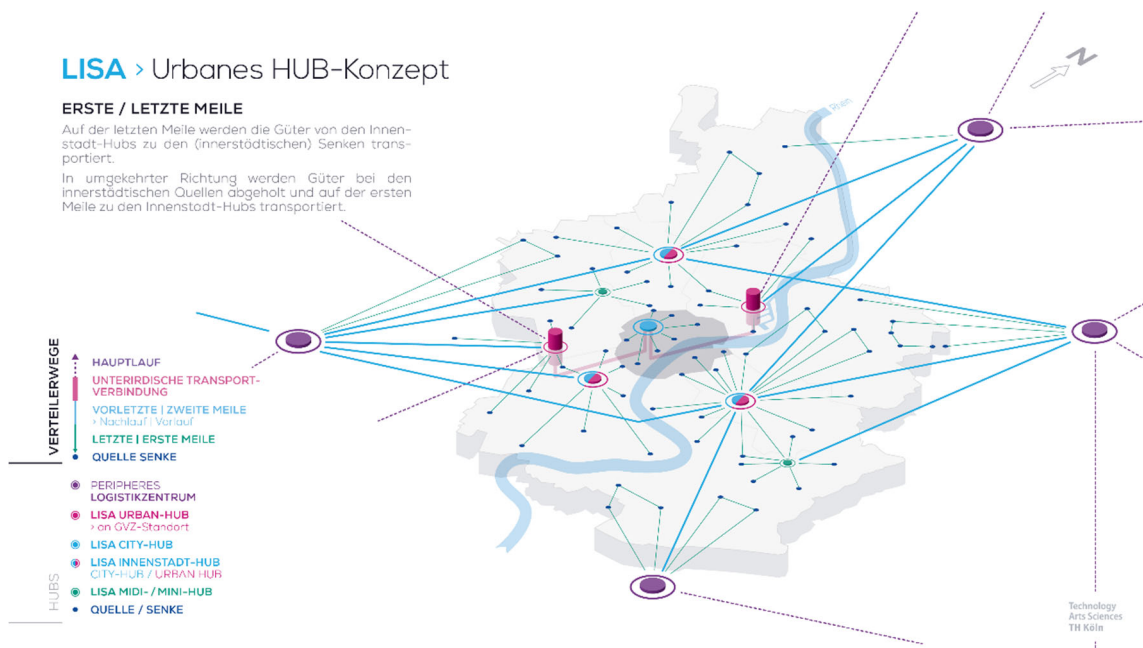 LISA > Urbanes HUB-Konzept
ERSTE / LETZTE MEILE
Auf der letzten Meile werden die Güter von den Innen-
stadt-Hubs zu den (innerstödtischen) Senken trans-
portiert.
In umgekehrter Richtung werden Güter bei den
innerstädtischen Quellen abgeholt und auf der ersten
Meile zu den Innenstadt-Hubs transportiert.
N
Rhein
VERTEILERWEGE
HAUPTLAUF
UNTERIRDISCHE TRANSPORT-
VERBINDUNG
VORLETZTE | ZWEITE MEILE
> Nachlauf | Vorlauf
LETZTE | ERSTE MEILE
QUELLE SENKE
HUBS
PERIPHERES
LOGISTIKZENTRUM
LISA URBAN-HUB
> an GVZ-Standort
LISA CITY-HUB
LISA INNENSTADT-HUB
CITY-HUB / URBAN HUB
LISA MIDI- / MINI-HUB
QUELLE / SENKE
Technology
Arts Sciences
TH Köln